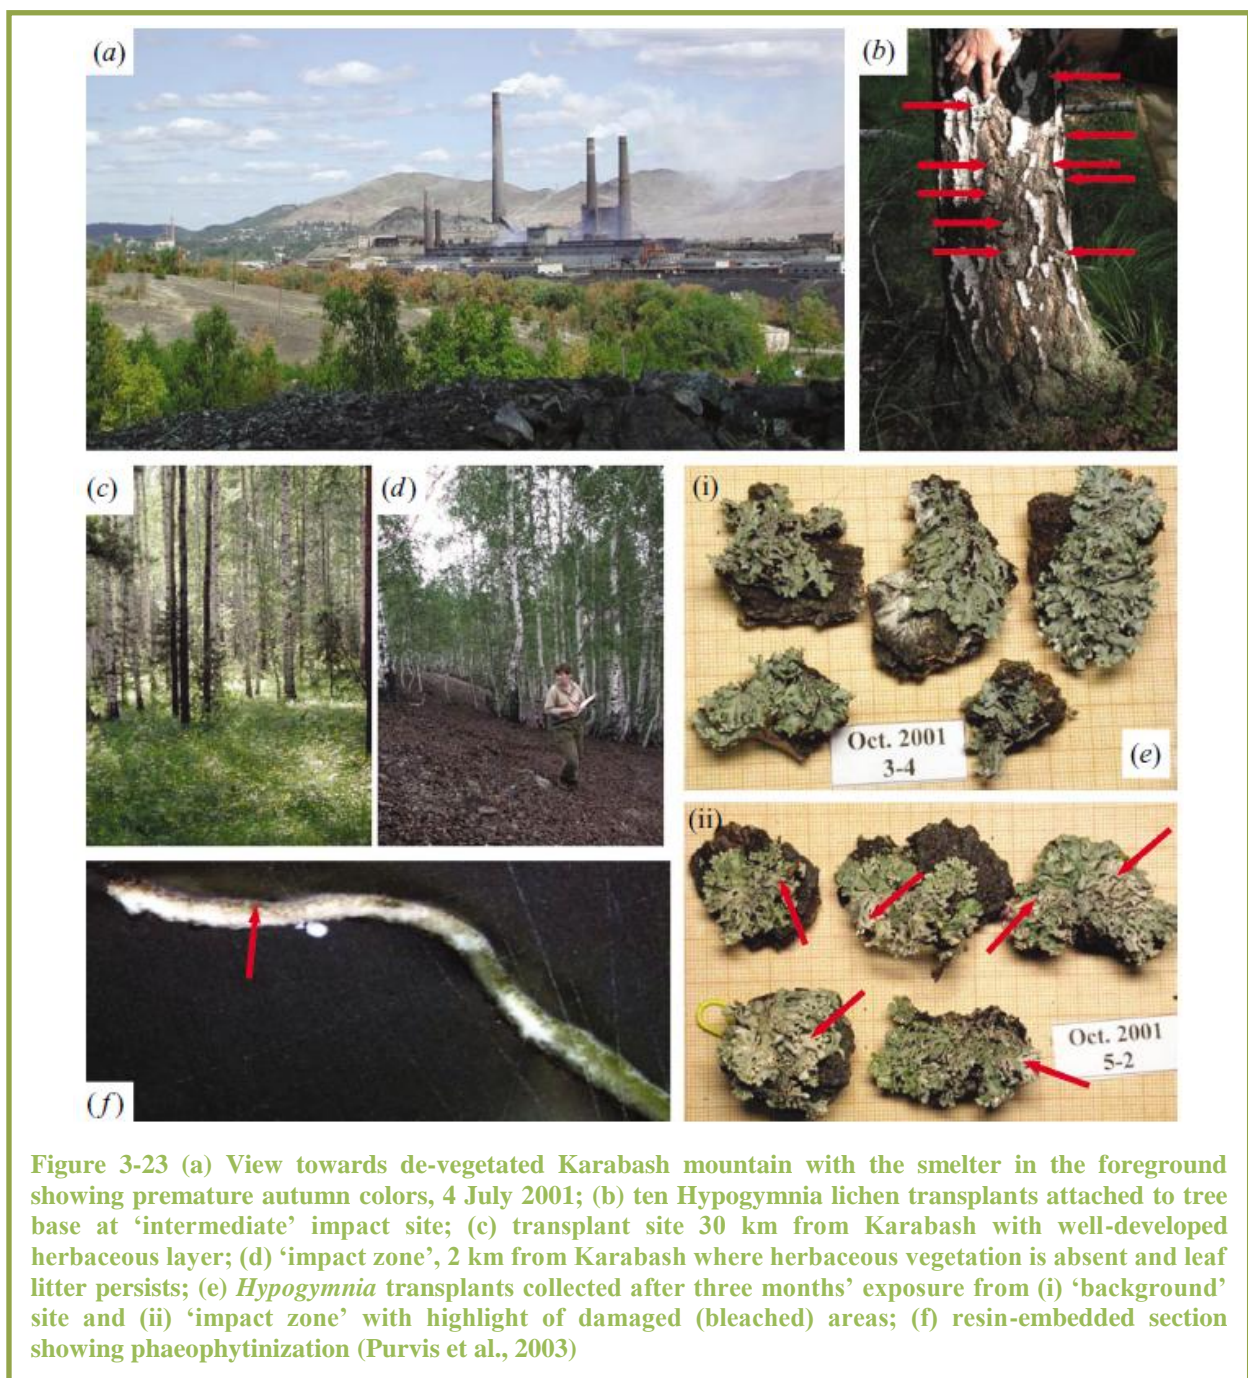 (a)
(b)
(c)
(d)
(i)
Oct. 2001
3-4
(e)
(ii)
Oct. 2001
5-2
(f)
Figure 3-23 (a) View towards de-vegetated Karabash mountain with the smelter in the foreground
showing premature autumn colors, 4 July 2001; (b) ten Hypogymnia lichen transplants attached to tree
base at ‘intermediate’ impact site; (c) transplant site 30 km from Karabash with well-developed
herbaceous layer; (d) ‘impact zone’, 2 km from Karabash where herbaceous vegetation is absent and leaf
litter persists; (e) Hypogymnia transplants collected after three months’ exposure from (i) ‘background’
site and (ii) ‘impact zone’ with highlight of damaged (bleached) areas; (f) resin-embedded section
showing phaeophytinization (Purvis et al., 2003)